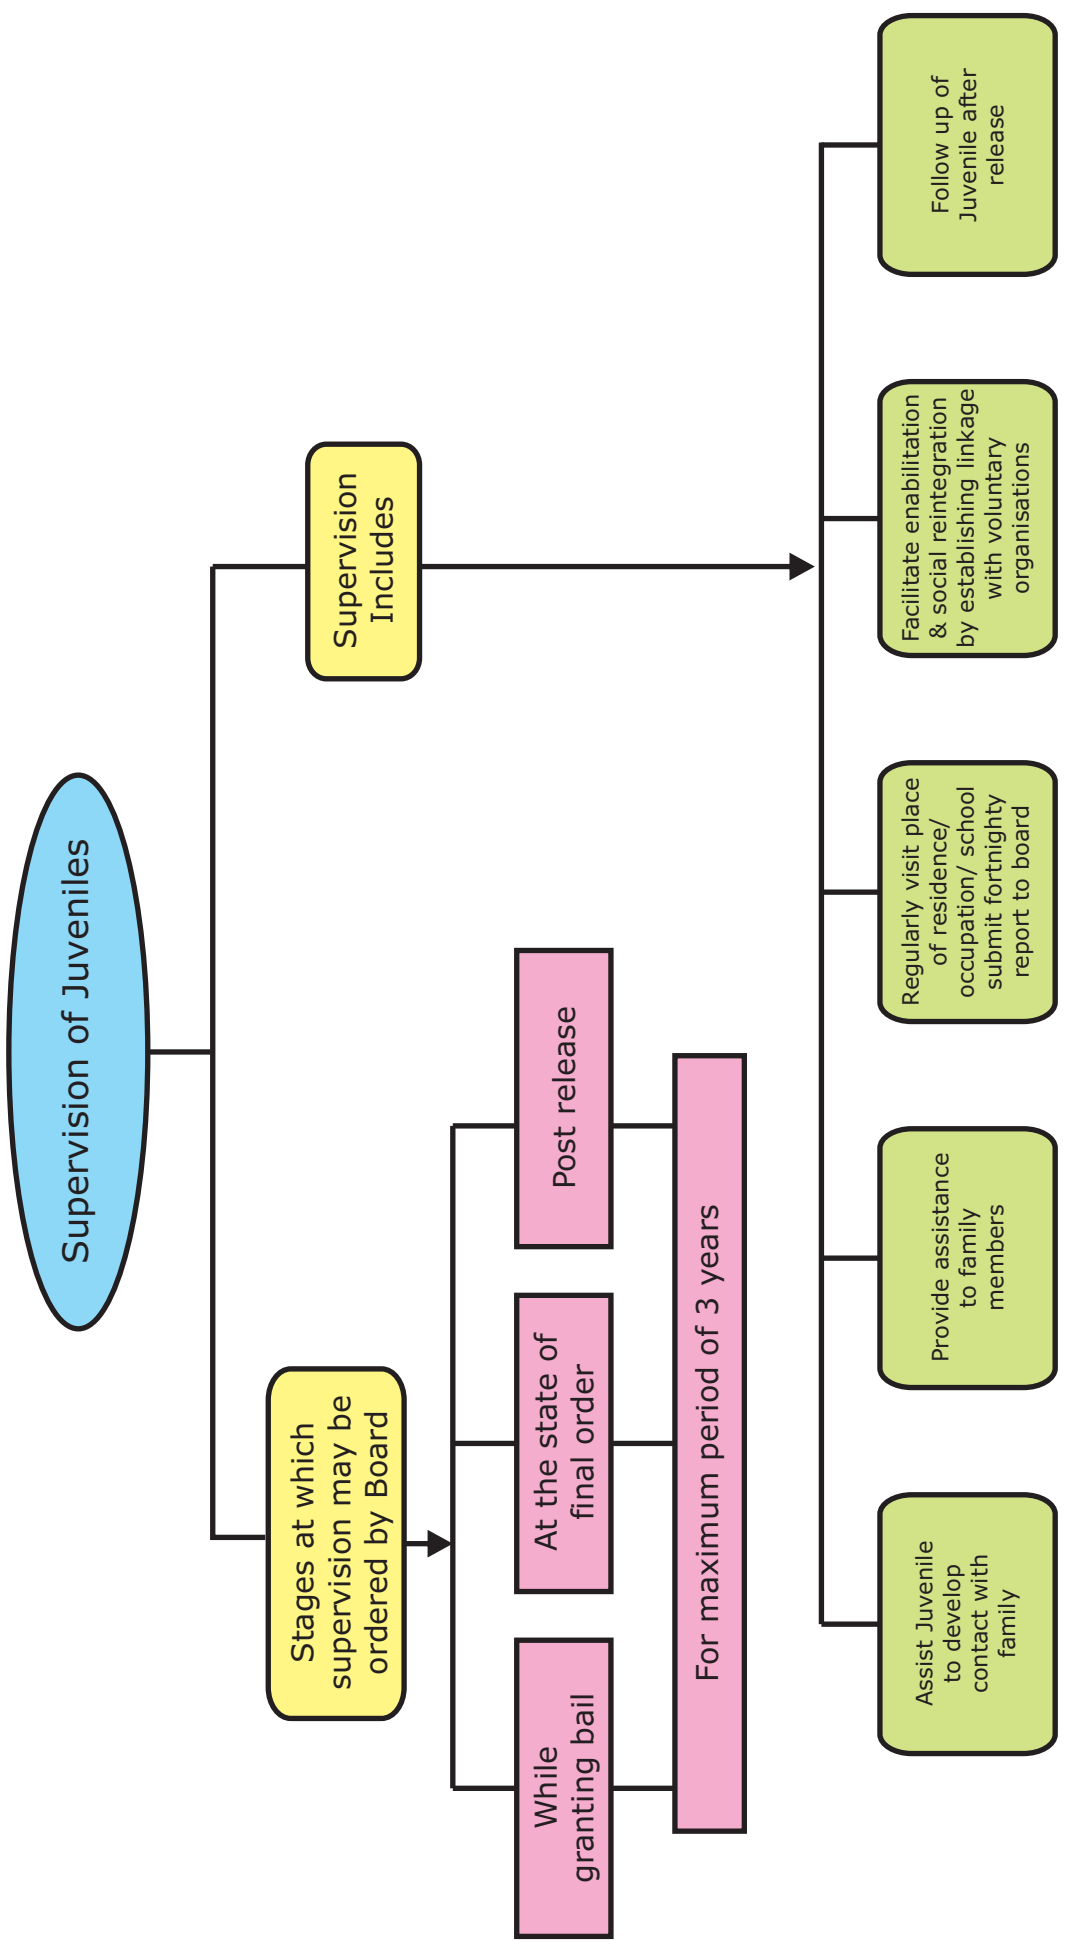 Supervision of Juveniles
Stages at which
supervision may be
ordered by Board
Supervision
Includes
While
granting bail
At the state of
final order
Post release
For maximum period of 3 years
Assist Juvenile
to develop
contact with
family
Provide assistance
to family
members
Regularly visit place
of residence/
occupation/ school
submit fortnighty
report to board
Facilitate enabilitation
& social reintegration
by establishing linkage
with voluntary
organisations
Follow up of
Juvenile after
release